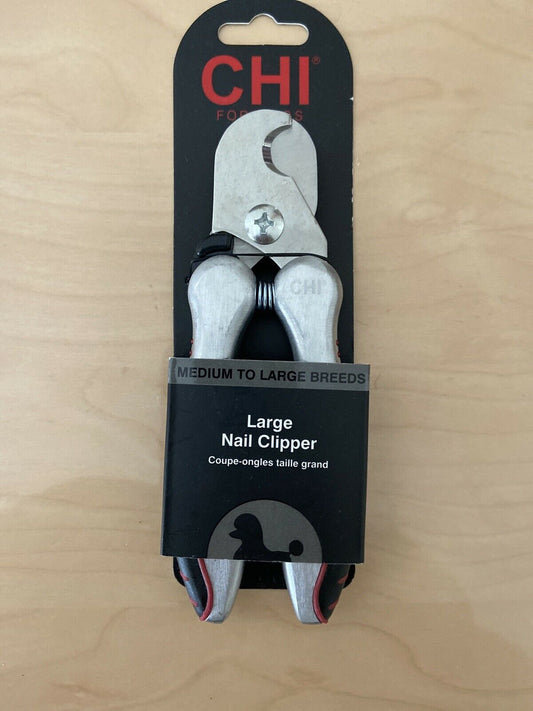 CHI®
CHI
MEDIUM TO LARGE BREEDS
Large
Nail Clipper
Coupe-ongles taille grand